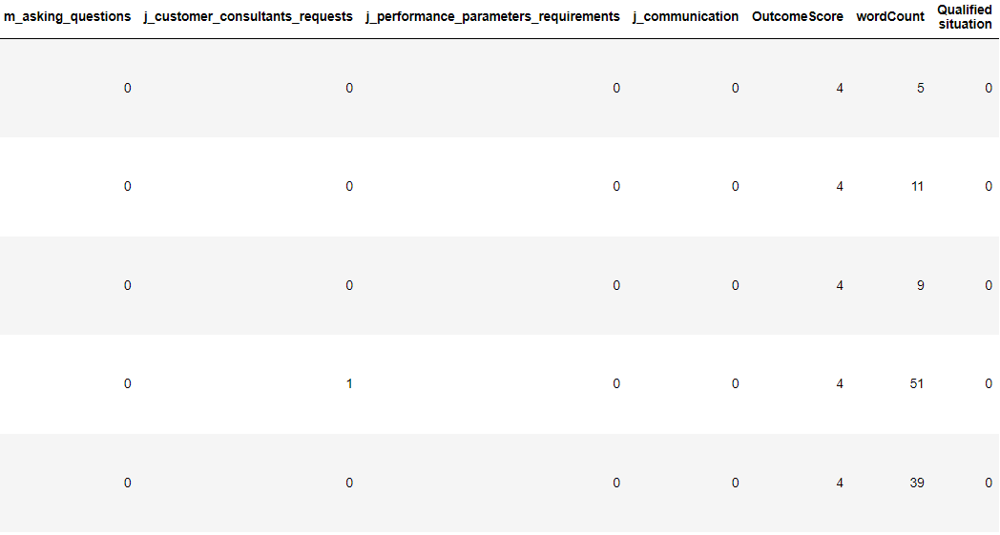 m_asking_questions j_customer_consultants_requests j_performance_parameters_requirements j_communication OutcomeScore wordCount Qualified situation
0 0 0 0 4 5 0
0 0 0 0 4 11 0
0 0 0 0 4 9 0
0 1 0 0 4 51 0
0 0 0 0 4 39 0